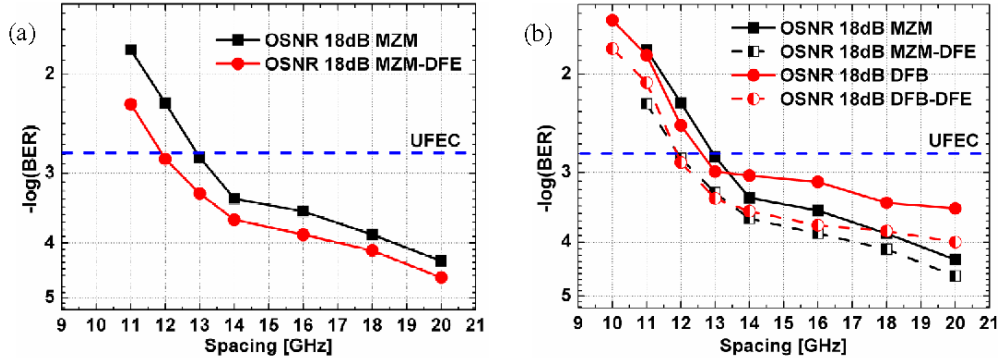 (a)
OSNR 18dB MZM
OSNR 18dB MZM-DFE
UFEC
-log(BER)
2
3
4
5
9 10 11 12 13 14 15 16 17 18 19 20 21
Spacing [GHz]
(b)
OSNR 18dB MZM
OSNR 18dB MZM-DFE
OSNR 18dB DFB
OSNR 18dB DFB-DFE
UFEC
-log(BER)
2
3
4
5
9 10 11 12 13 14 15 16 17 18 19 20 21
Spacing [GHz]